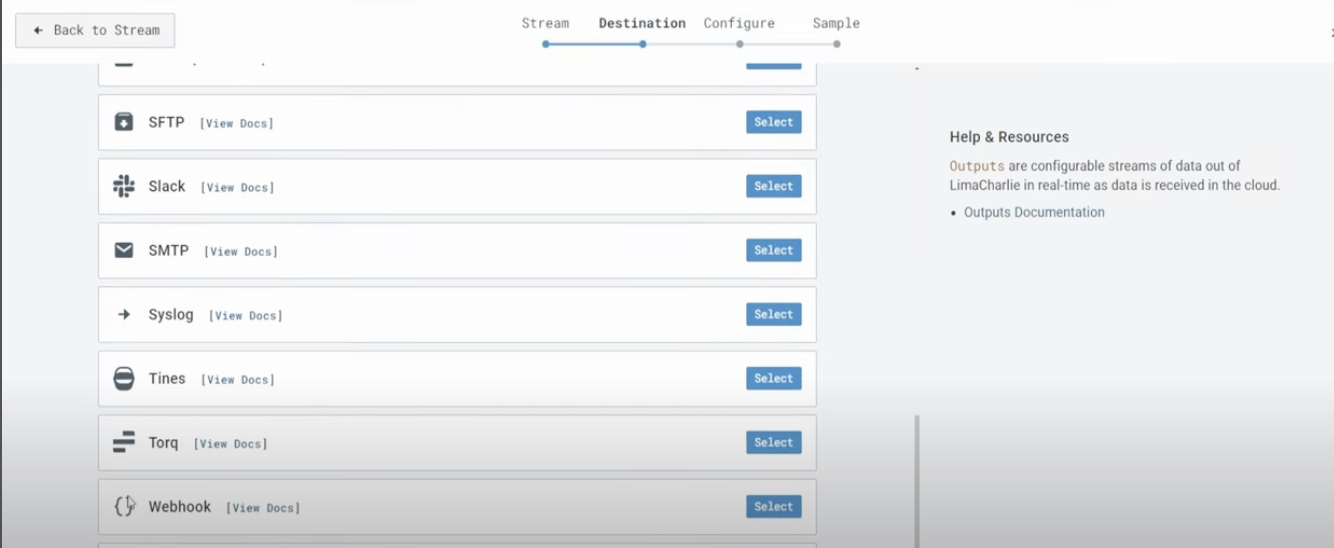 Back to Stream
Stream Destination Configure Sample
SFTP [View Docs] Select
Slack [View Docs] Select
SMTP [View Docs] Select
Syslog [View Docs] Select
Tines [View Docs] Select
Torq [View Docs] Select
Webhook [View Docs] Select
Help & Resources
Outputs are configurable streams of data out of
LimaCharlie in real-time as data is received in the cloud.
• Outputs Documentation